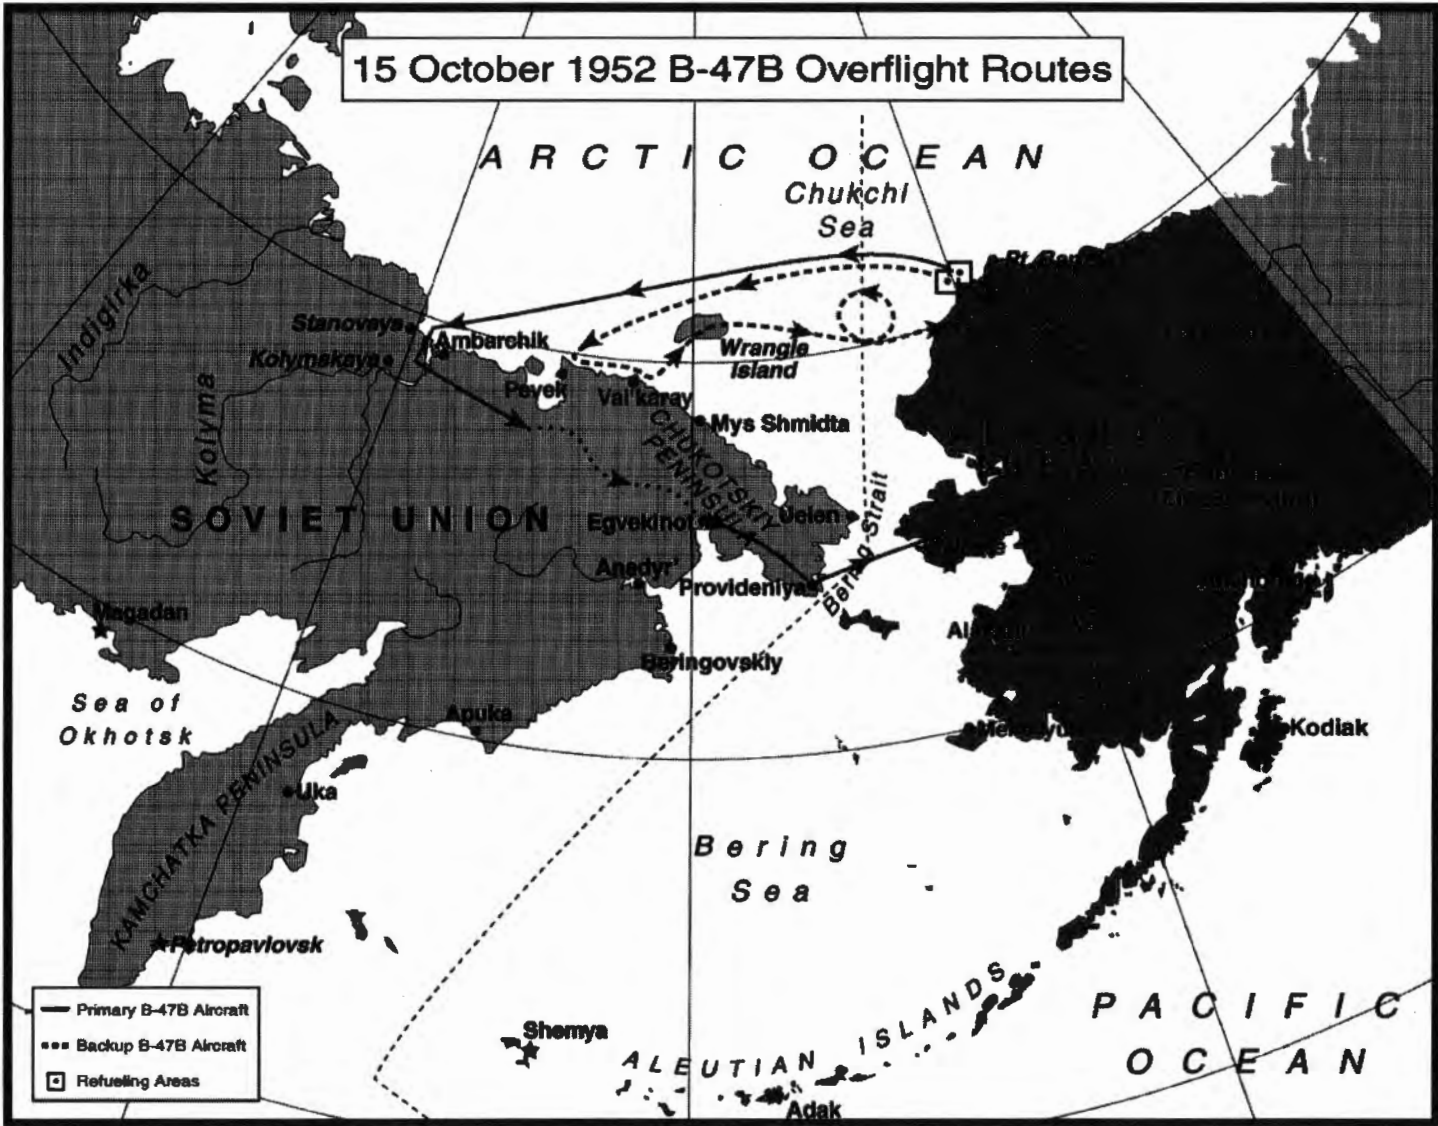 15 October 1952 B-47B Overflight Routes
ARCTIC OCEAN
Chukchi
Sea
Indigirka
Stanovays
Ambarchik
Kolymskaya
Wrangle
Island
Pevek
Val'karay
Kolyma
Mys Shmidta
CHUKOTSKIY
PENINSULA
SOVIET UNION
Egvekinot
Uelen
Bering Strait
Anadyr'
Provideniya
Magadan
Beringovskiy
Sea of
Okhotsk
Apuka
Kodiak
KAMCHATKA PENINSULA
Uka
Bering
Sea
Petropavlovsk
PACIFIC
OCEAN
Primary B-47B Aircraft
Backup B-47B Aircraft
Refueling Areas
Shemya
ALEUTIAN ISLANDS
Adak